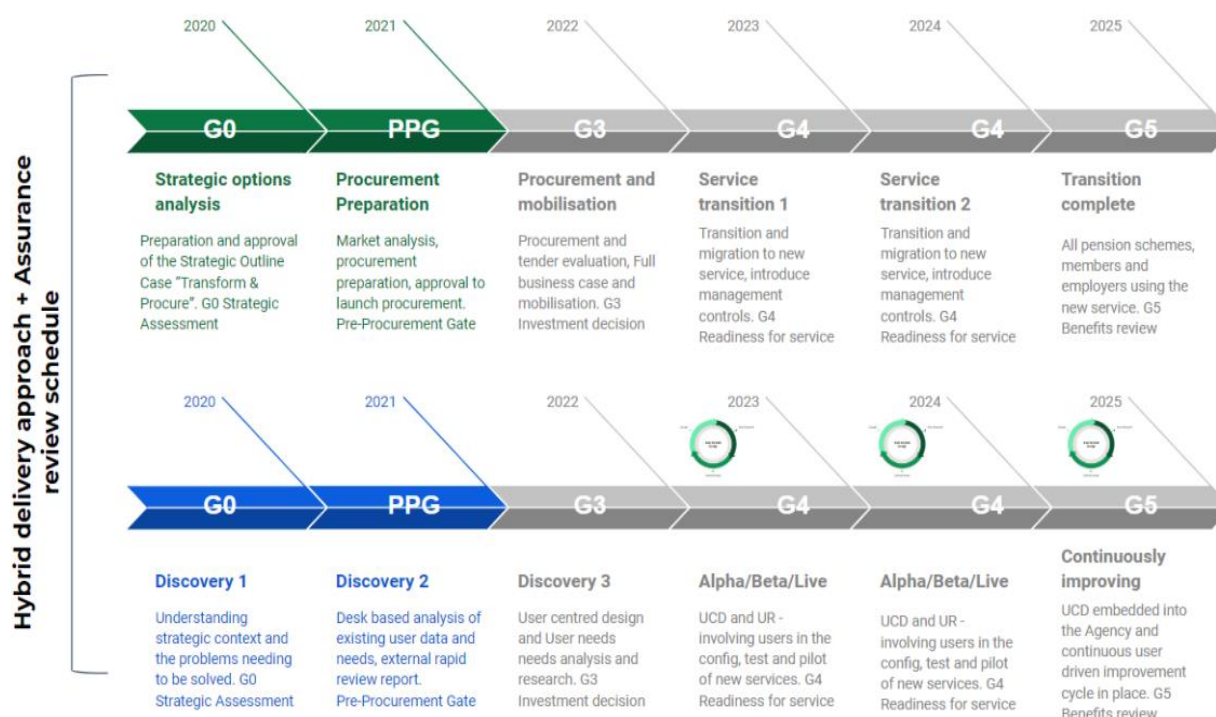 Hybrid delivery approach + Assurance
review schedule
2020
2021
2022
2023
2024
2025
G0
PPG
G3
G4
G4
G5
Strategic options
analysis
Preparation and approval
of the Strategic Outline
Case "Transform &
Procure". G0 Strategic
Assessment
Procurement
Preparation
Market analysis,
procurement
preparation, approval to
launch procurement.
Pre-Procurement Gate
Procurement and
mobilisation
Procurement and
tender evaluation, Full
business case and
mobilisation. G3
Investment decision
Service
transition 1
Transition and
migration to new
service, introduce
management
controls. G4
Readiness for service
Service
transition 2
Transition and
migration to new
service, introduce
management
controls. G4
Readiness for service
Transition
complete
All pension schemes,
members and
employers using the
new service. G5
Benefits review
2020
2021
2022
2023
2024
2025
G0
PPG
G3
G4
G4
G5
Discovery 1
Understanding
strategic context and
the problems needing
to be solved. G0
Strategic Assessment
Discovery 2
Desk based analysis of
existing user data and
needs, external rapid
review report.
Pre-Procurement Gate
Discovery 3
User centred design
and User needs
needs analysis and
research. G3
Investment decision
Alpha/Beta/Live
UCD and UR -
involving users in the
config, test and pilot
of new services. G4
Readiness for service
Alpha/Beta/Live
UCD and UR -
involving users in the
config, test and pilot
of new services. G4
Readiness for service
Continuously
improving
UCD embedded into
the Agency and
continuous user
driven improvement
cycle in place. G5
Benefits review